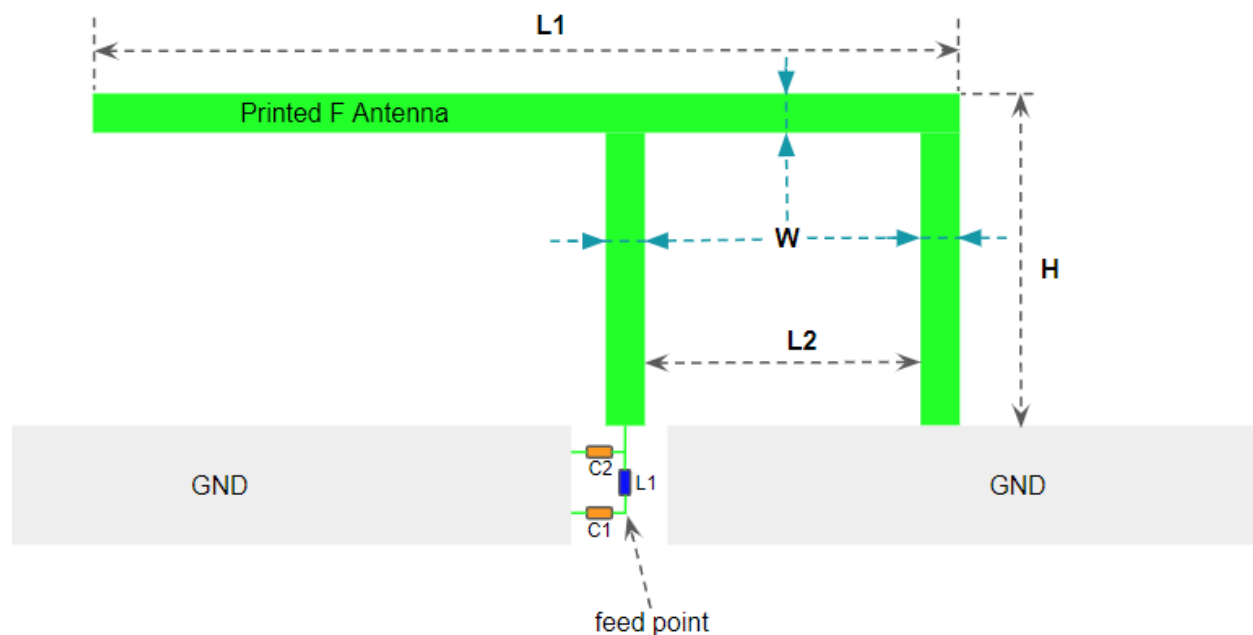 L1
Printed F Antenna
W
H
L2
GND
C2
L1
GND
C1
feed point